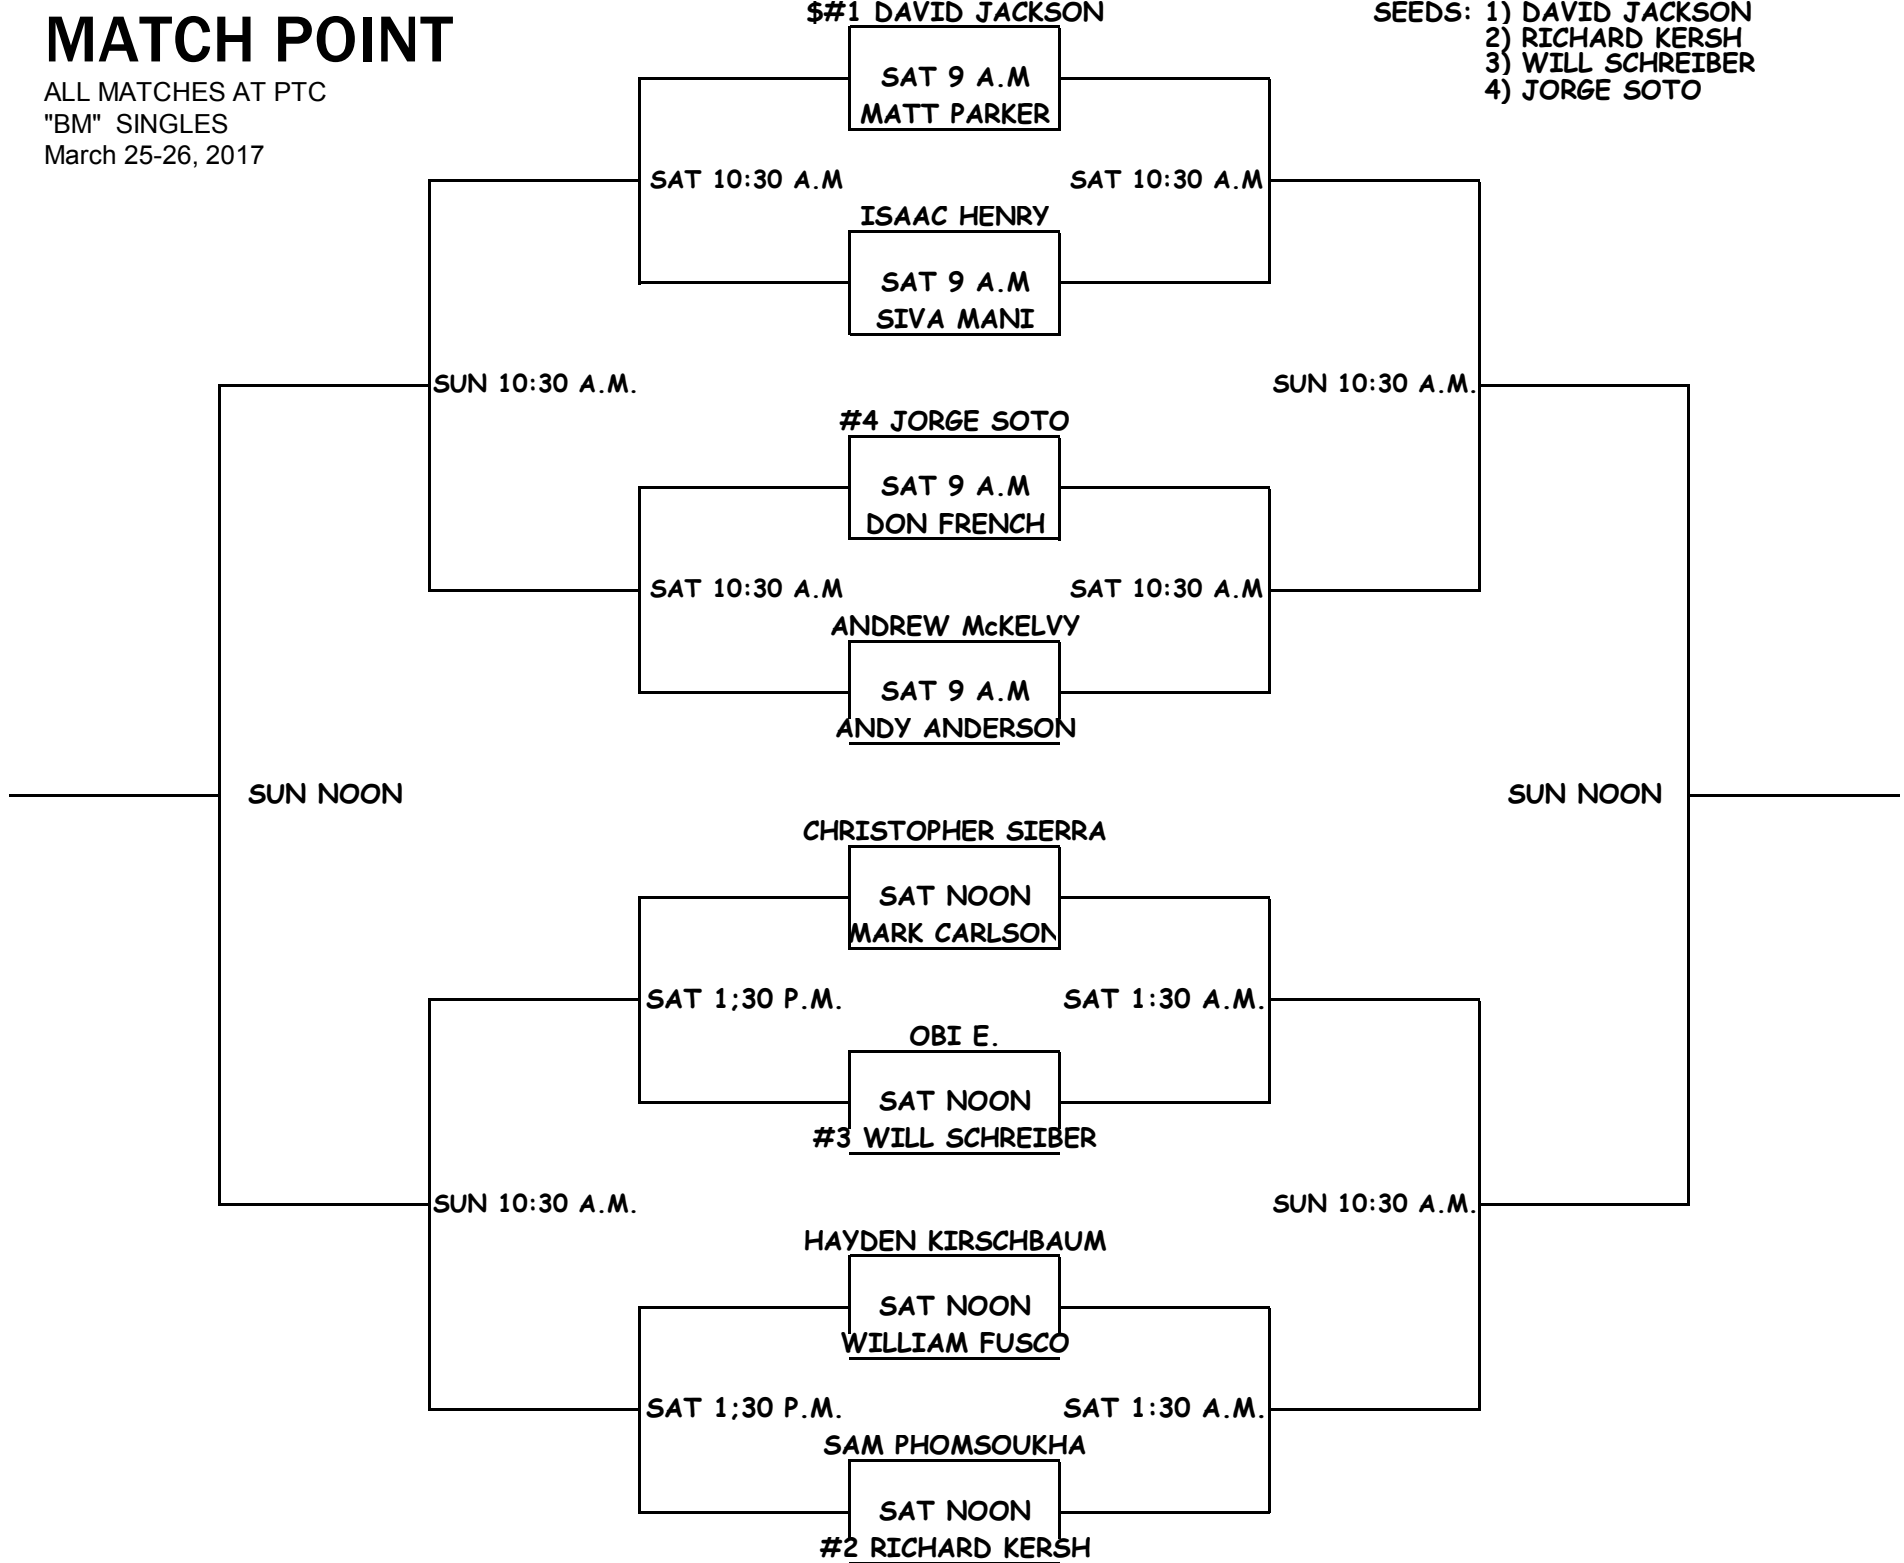 $#1 DAVID JACKSON
SEEDS: 1) DAVID JACKSON
MATCH POINT
2) RICHARD KERSH
3) WILL SCHREIBER
ALL MATCHES AT PTC
SAT 9 A.M
4) JORGE SOTO
"BM" SINGLES
MATT PARKER
March 25-26, 2017
SAT 10:30 A.M
SAT 10:30 A.M
ISAAC HENRY
SAT 9 A.M
SIVA MANI
SUN 10:30 A.M.
SUN 10:30 A.M.
#4 JORGE SOTO
SAT 9 A.M
DON FRENCH
SAT 10:30 A.M
SAT 10:30 A.M
ANDREW McKELVY
SAT 9 A.M
ANDY ANDERSON
SUN NOON
SUN NOON
CHRISTOPHER SIERRA
SAT NOON
MARK CARLSON
SAT 1;30 P.M.
SAT 1:30 A.M.
OBI E.
SAT NOON
#3 WILL SCHREIBER
SUN 10:30 A.M.
SUN 10:30 A.M.
HAYDEN KIRSCHBAUM
SAT NOON
WILLIAM FUSCO
SAT 1;30 P.M.
SAT 1:30 A.M.
SAM PHOMSOUKHA
SAT NOON
#2 RICHARD KERSH